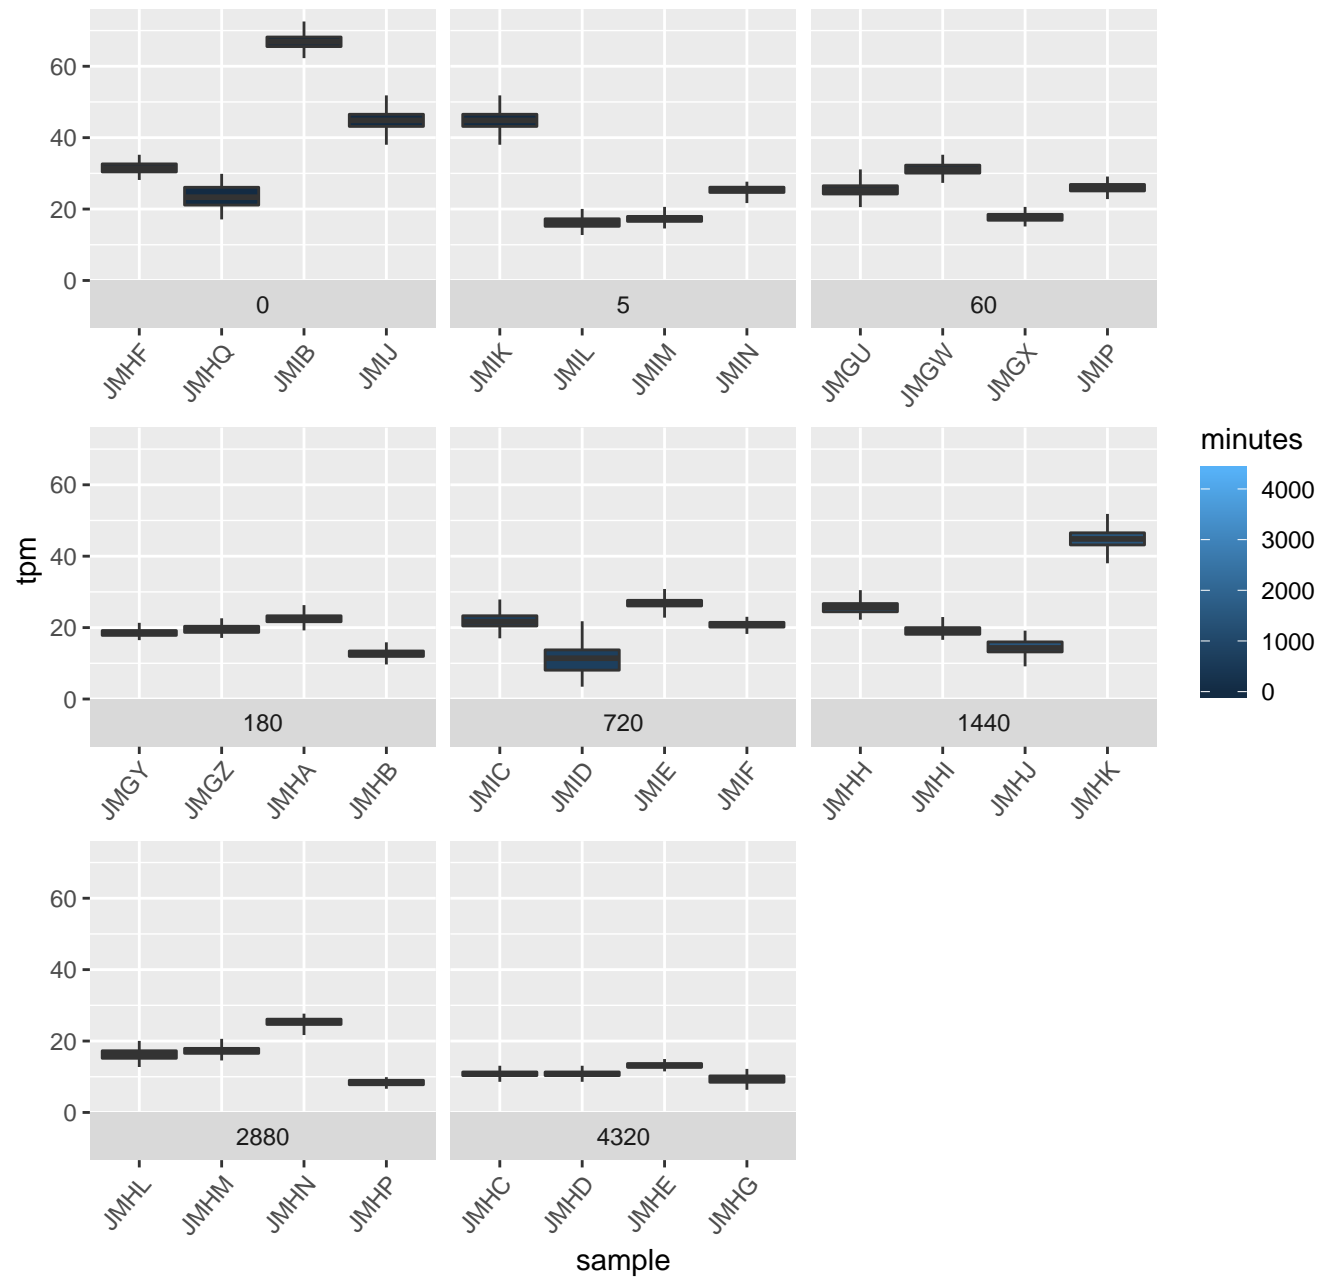 60
40
20
0
0
5
60
JMHF
JMHQ
JMIB
JMIJ
JMIK
JMIL
JMIM
JMIN
JMGU
JMGW
JMGX
JMIP
tpm
60
40
20
0
180
720
1440
JMGY
JMGZ
JMHA
JMHB
JMIC
JMID
JMIE
JMIF
JMHH
JMHI
JMHJ
JMHK
minutes
4000
3000
2000
1000
0
60
40
20
0
2880
4320
JMHL
JMHM
JMHN
JMHP
JMHC
JMHD
JMHE
JMHG
sample